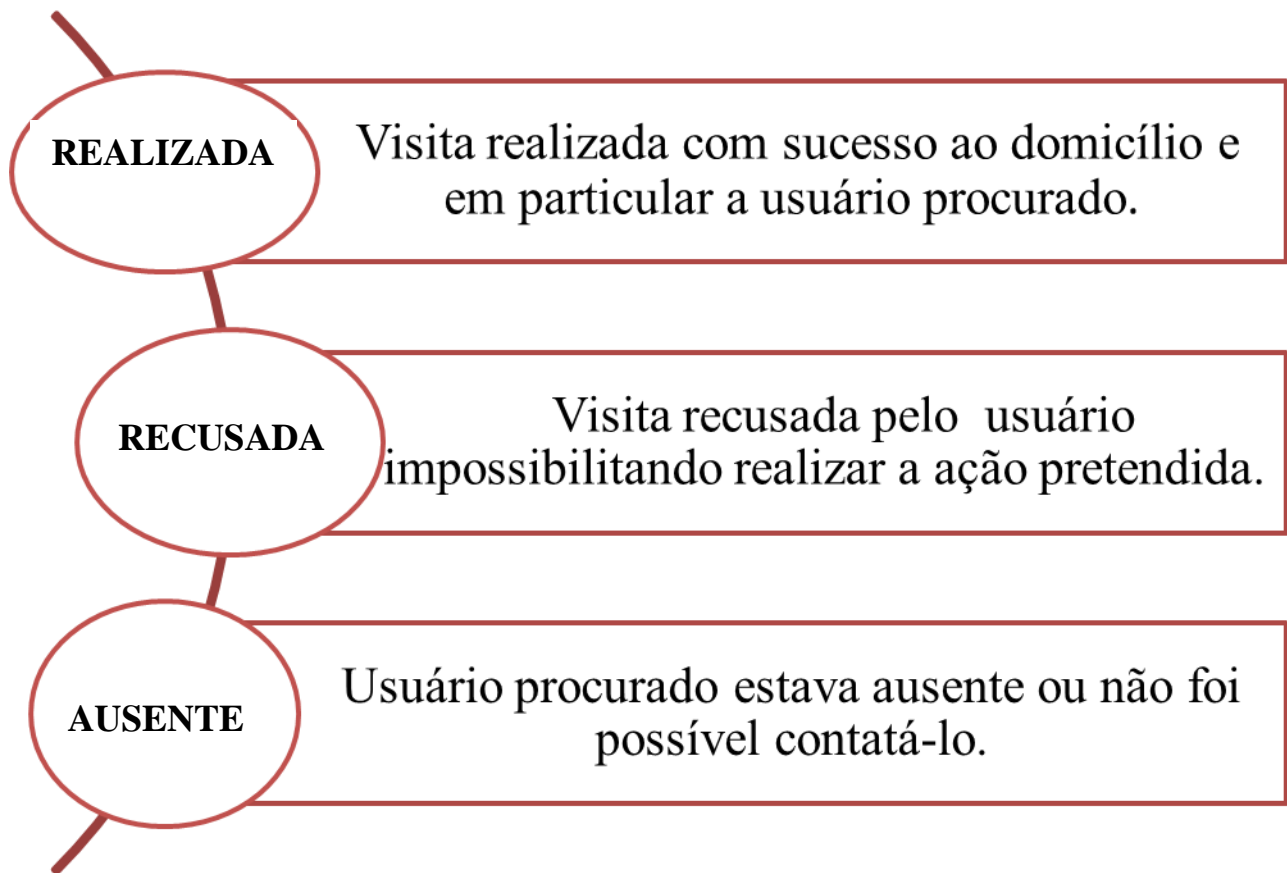 REALIZADA
Visita realizada com sucesso ao domicílio e
em particular a usuário procurado.
RECUSADA
Visita recusada pelo usuário
impossibilitando realizar a ação pretendida.
AUSENTE
Usuário procurado estava ausente ou não foi
possível contatá-lo.